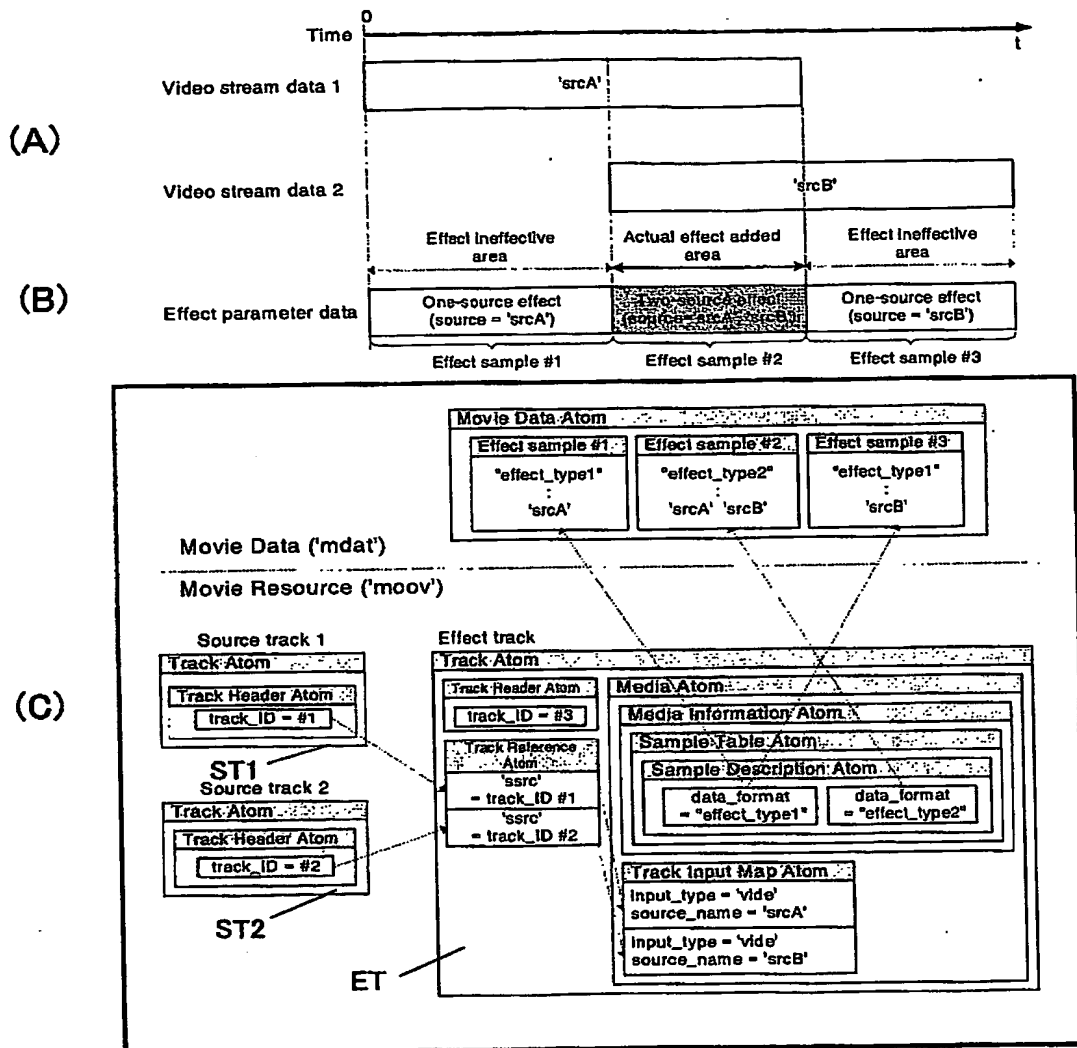 0
Time
t
Video stream data 1
'srcA'
(A)
Video stream data 2
'srcB'
Effect ineffective area
Actual effect added area
Effect ineffective area
(B)
Effect parameter data
One-source effect
(source = 'srcA')
Two-source effect
(source= 'srcA' 'srcB')
One-source effect
(source = 'srcB')
Effect sample #1
Effect sample #2
Effect sample #3
Movie Data Atom
Effect sample #1
"effect_type1"
:
'srcA'
Effect sample #2
"effect_type2"
:
'srcA' 'srcB'
Effect sample #3
"effect_type1"
:
'srcB'
Movie Data ('mdat')
Movie Resource ('moov')
(C)
Source track 1
Track Atom
Track Header Atom
track_ID = #1
ST1
Source track 2
Track Atom
Track Header Atom
track_ID = #2
ST2
Effect track
Track Atom
Track Header Atom
track_ID = #3
Track Reference
Atom
'ssrc'
= track_ID #1
'ssrc'
= track_ID #2
Media Atom
Media Information Atom
Sample Table Atom
Sample Description Atom
data_format
= "effect_type1"
data_format
= "effect_type2"
Track Input Map Atom
input_type = 'vide'
source_name = 'srcA'
input_type = 'vide'
source_name = 'srcB'
ET